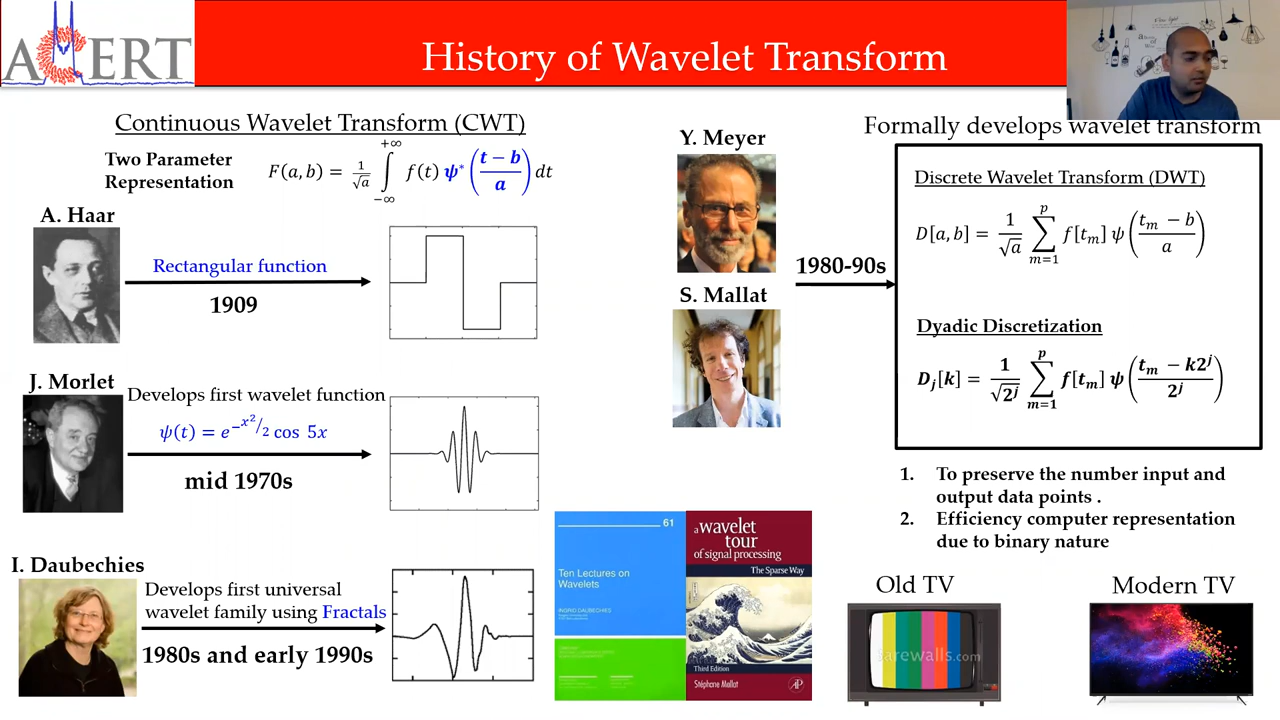 ACERT
History of Wavelet Transform
Continuous Wavelet Transform (CWT)
Two Parameter
Representation
F(a, b) = 1/√a ∫_{−∞}^{+∞} f(t) ψ* ((t − b)/a) dt
A. Haar
Rectangular function
1909
J. Morlet
Develops first wavelet function
ψ(t) = e^{−x²/2} cos 5x
mid 1970s
I. Daubechies
Develops first universal
wavelet family using Fractals
1980s and early 1990s
Y. Meyer
S. Mallat
1980-90s
Formally develops wavelet transform
Discrete Wavelet Transform (DWT)
D[a, b] = 1/√a ∑_{m=1}^{p} f[t_m] ψ ((t_m − b)/a)
Dyadic Discretization
D_j[k] = 1/√2^j ∑_{m=1}^{p} f[t_m] ψ ((t_m − k2^j)/2^j)
1. To preserve the number input and
output data points .
2. Efficiency computer representation
due to binary nature
61
Ten Lectures on
Wavelets
INGRID DAUBECHIES
a wavelet
tour
of signal processing
The Sparse Way
Third Edition
Stéphane Mallat
AP
Old TV
Modern TV